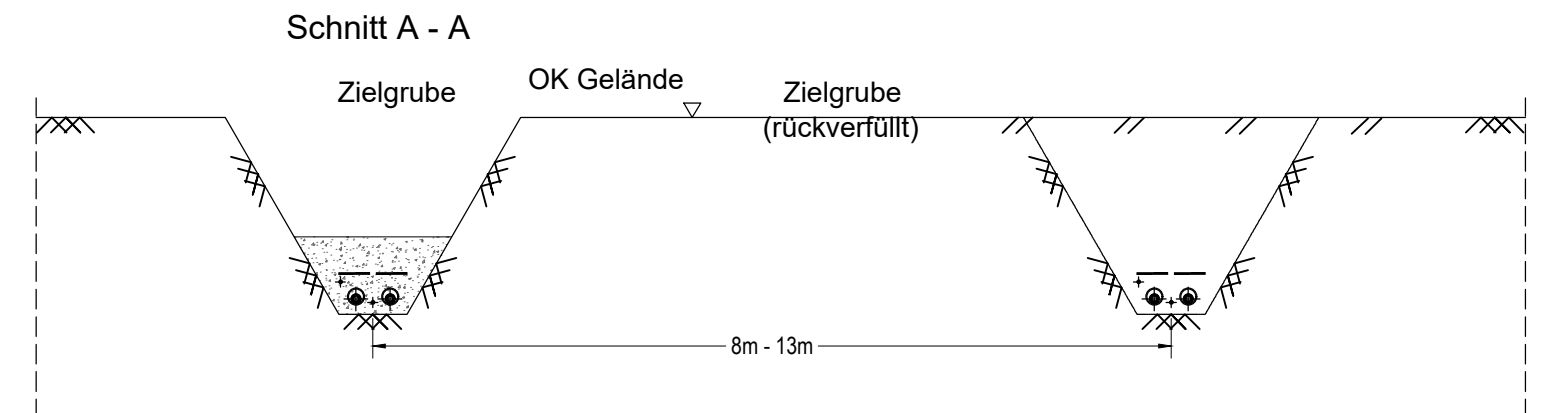 Schnitt A - A
Zielgrube
OK Gelände
Zielgrube
(rückverfüllt)
8m - 13m